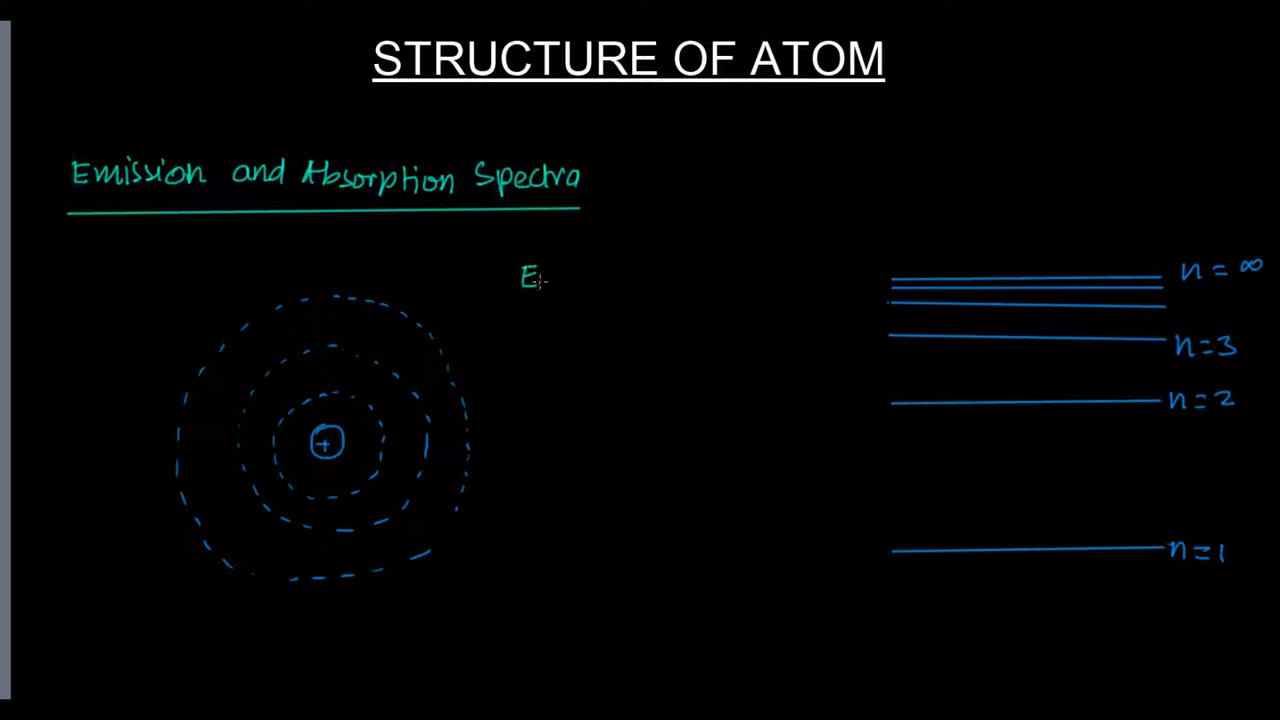 STRUCTURE OF ATOM
Emission and Absorption Spectra
E
n = ∞
n=3
n=2
+
n=1